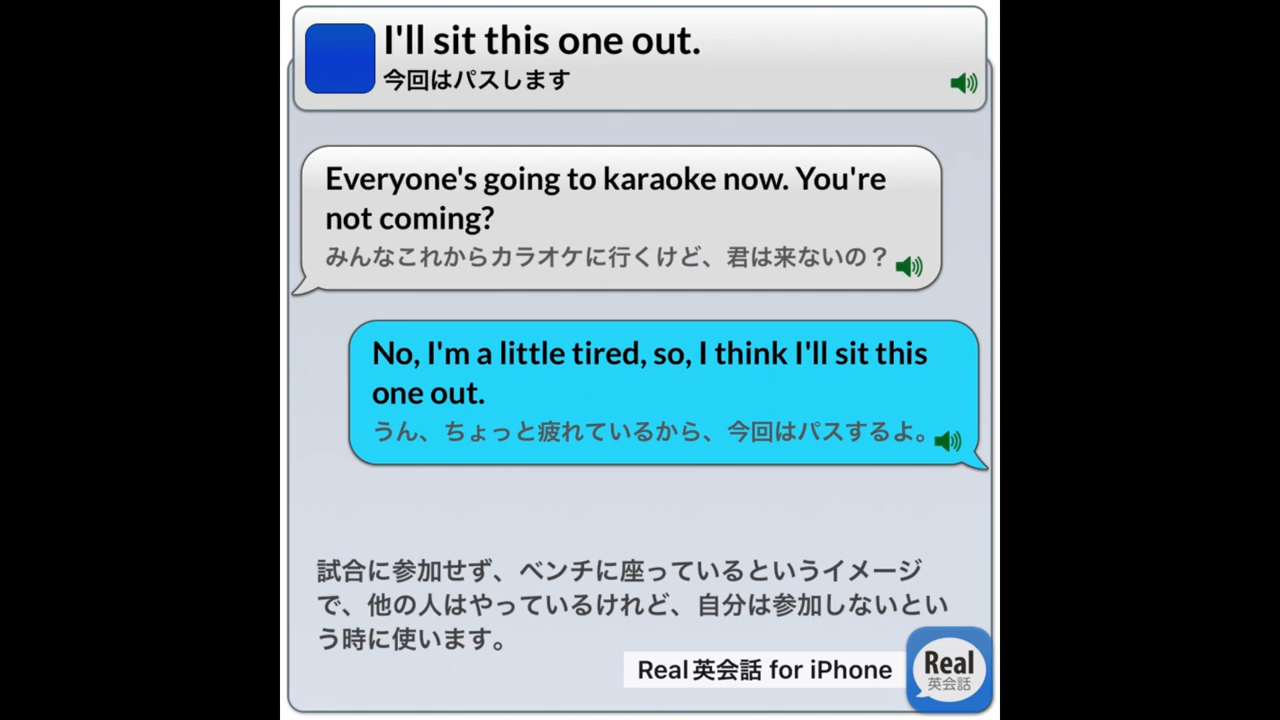 I'll sit this one out.
今回はパスします
Everyone's going to karaoke now. You're
not coming?
みんなこれからカラオケに行くけど、君は来ないの？
No, I'm a little tired, so, I think I'll sit this
one out.
うん、ちょっと疲れているから、今回はパスするよ。
試合に参加せず、ベンチに座っているというイメージ
で、他の人はやっているけれど、自分は参加しないとい
う時に使います。
Real英会話 for iPhone
Real
英会話